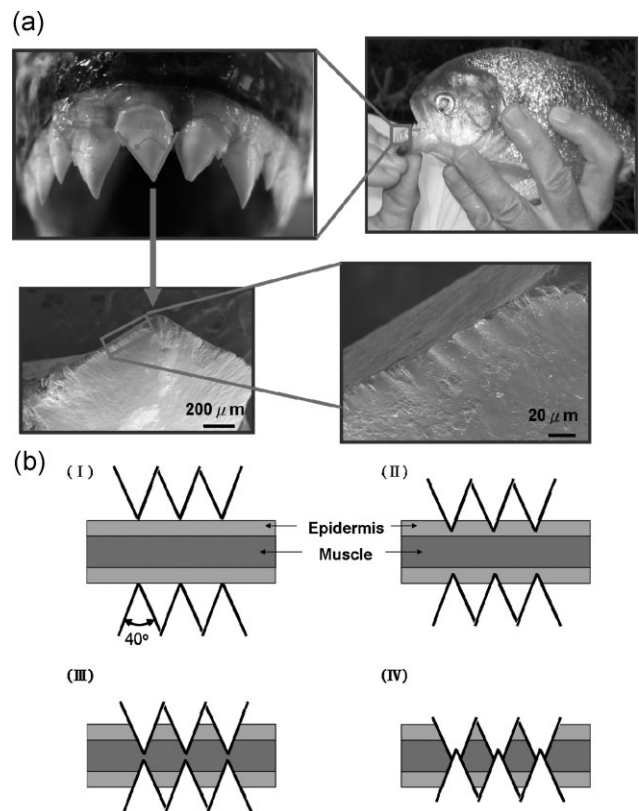 (a)
200 μm
20 μm
(b)
(Ⅰ)
(Ⅱ)
Epidermis
Muscle
40°
(Ⅲ)
(Ⅳ)